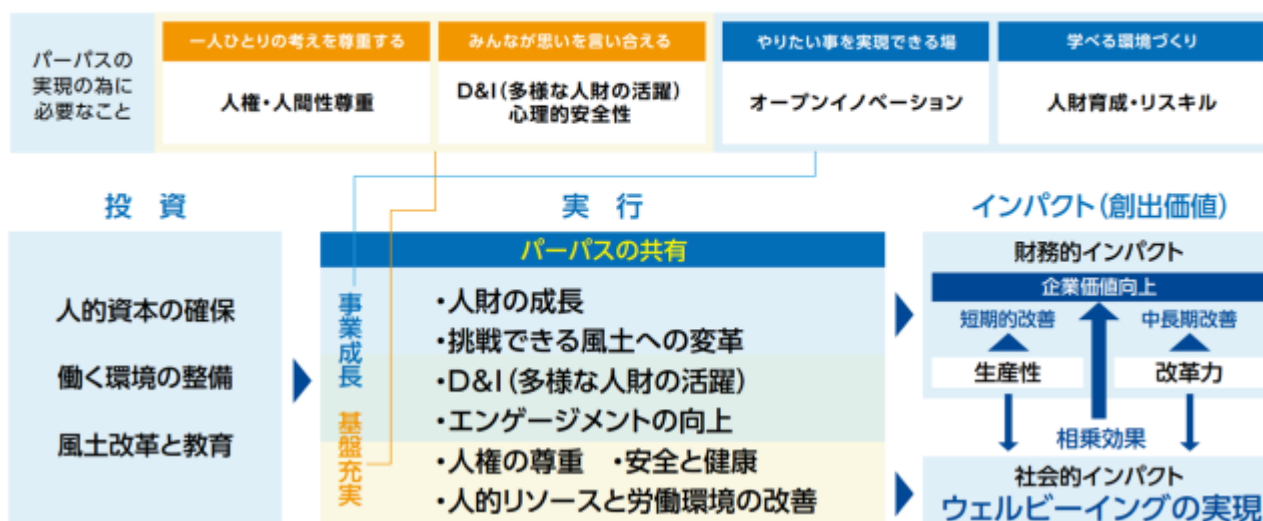 パーパスの
実現の為に
必要なこと
一人ひとりの考えを尊重する
人権・人間性尊重
みんなが思いを言い合える
D&I(多様な人財の活躍)
心理的安全性
やりたい事を実現できる場
オープンイノベーション
学べる環境づくり
人財育成・リスキル
投 資
人的資本の確保
働く環境の整備
風土改革と教育
実 行
パーパスの共有
事業成長
基盤充実
・人財の成長
・挑戦できる風土への変革
・D&I(多様な人財の活躍)
・エンゲージメントの向上
・人権の尊重 ・安全と健康
・人的リソースと労働環境の改善
インパクト(創出価値)
財務的インパクト
企業価値向上
短期的改善 中長期改善
生産性 改革力
相乗効果
社会的インパクト
ウェルビーイングの実現